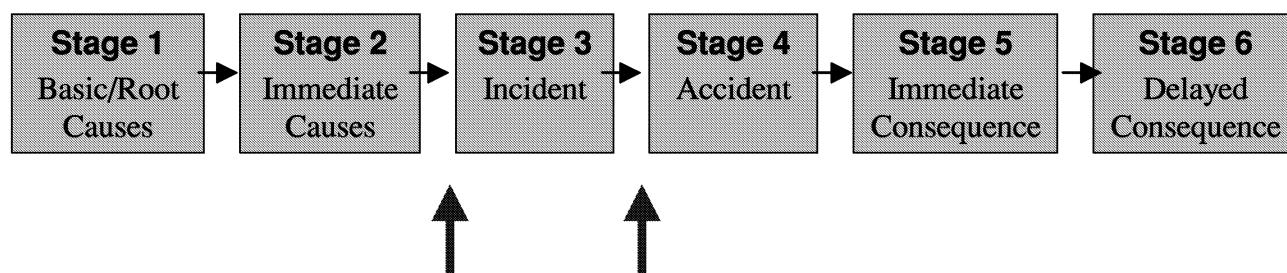 Stage 1
Basic/Root
Causes
Stage 2
Immediate
Causes
Stage 3
Incident
Stage 4
Accident
Stage 5
Immediate
Consequence
Stage 6
Delayed
Consequence